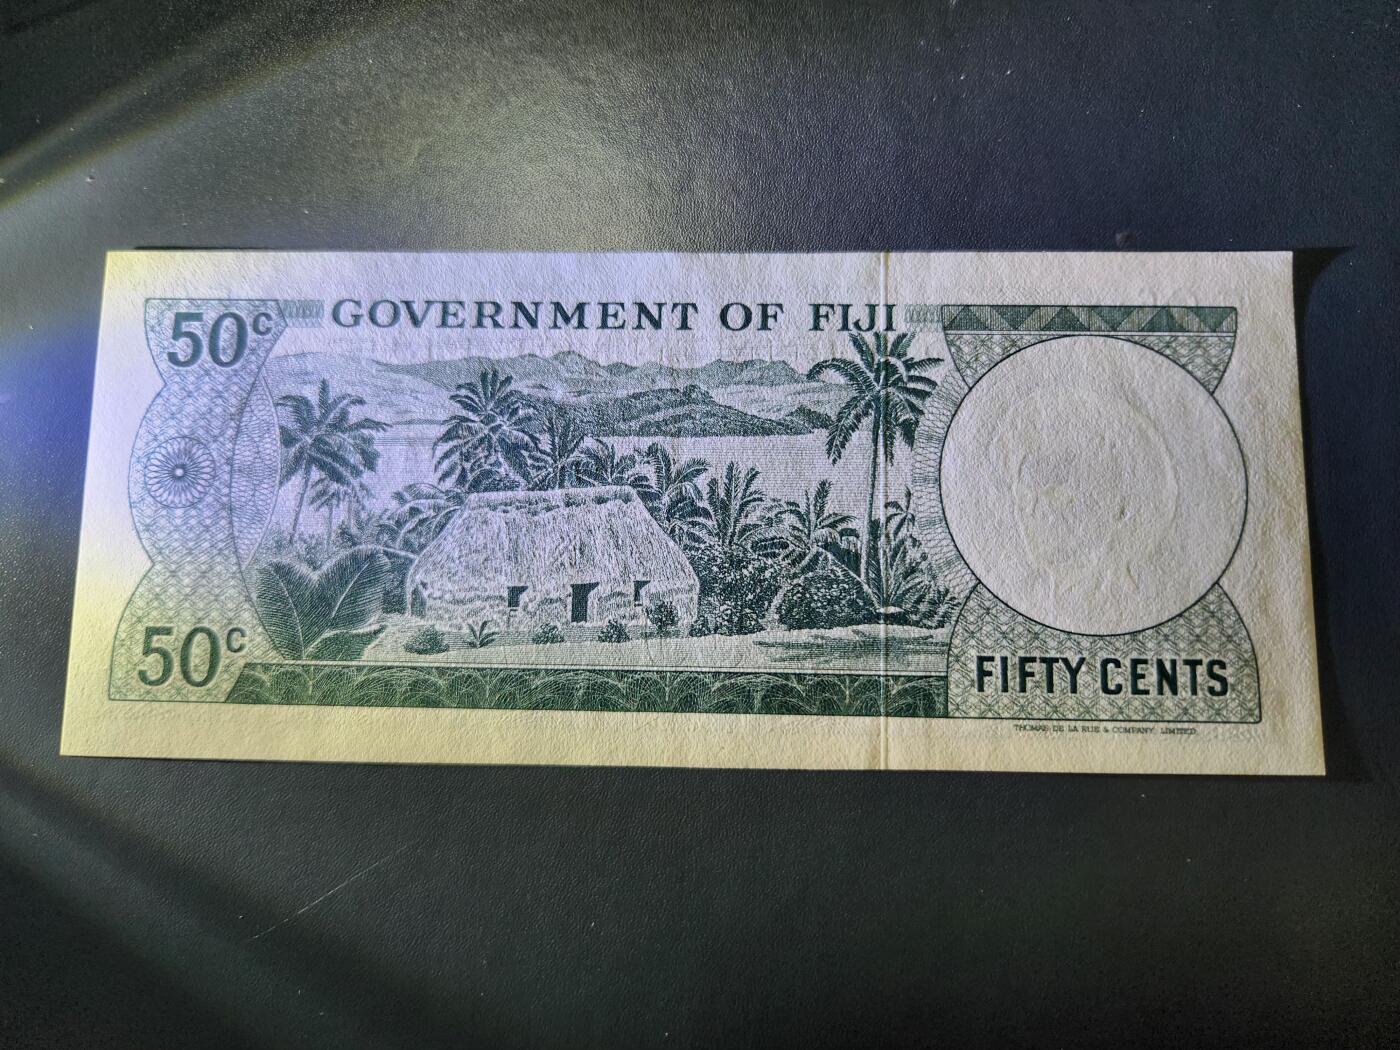 GOVERNMENT OF FIJI
50c
50c
FIFTY CENTS
THOMAS DE LA RUE & COMPANY, LIMITED.